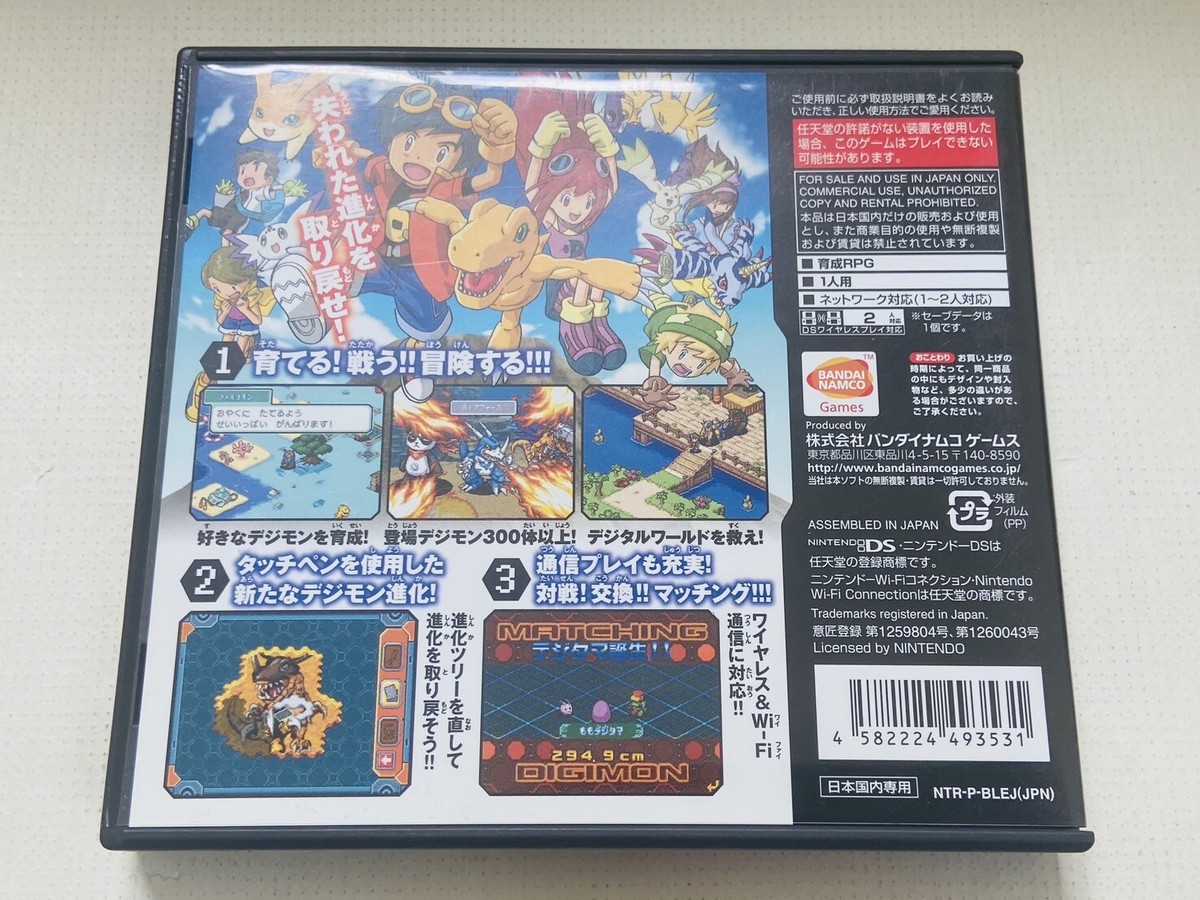 失われた進化を
取り戻せ!
1 育てる!戦う!!冒険する!!!
おやくに たてるよう
せいいっぱい がんばります!
好きなデジモンを育成!
登場デジモン300体以上!
デジタルワールドを救え!
2 タッチペンを使用した
新たなデジモン進化!
進化ツリーを直して
進化を取り戻そう!!
3 通信プレイも充実!
対戦!交換!!マッチング!!!
MATCHING
デジタマ誕生!!
ももデジタマ
294.9cm
DIGIMON
ワイヤレス&Wi-Fi
通信に対応!!
ご使用前に必ず取扱説明書をよくお読み
いただき、正しい使用方法でご愛用ください。
任天堂の許諾がない装置を使用した
場合、このゲームはプレイできない
可能性があります。
FOR SALE AND USE IN JAPAN ONLY.
COMMERCIAL USE, UNAUTHORIZED
COPY AND RENTAL PROHIBITED.
本品は日本国内だけの販売および使用
とし、また商業目的の使用や無断複製
および賃貸は禁止されています。
■ 育成RPG
■ 1人用
■ ネットワーク対応(1〜2人対応)
2人対応
DSワイヤレスプレイ対応
※セーブデータは
1個です。
BANDAI
NAMCO
Games
TM
おことわり お買い上げの
時期によって、同一商品
の中にもデザインや封入
物など、多少の違いがあ
る場合がございますので、
ご了承ください。
Produced by
株式会社 バンダイナムコ ゲームス
東京都品川区東品川4-5-15 〒140-8590
http://www.bandainamcogames.co.jp/
当社は本ソフトの無断複製・賃貸は一切許可しておりません。
プラ
外装
フィルム
(PP)
ASSEMBLED IN JAPAN
NINTENDO DS・ニンテンドーDSは
任天堂の登録商標です。
ニンテンドーWi-Fiコネクション・Nintendo
Wi-Fi Connectionは任天堂の商標です。
Trademarks registered in Japan.
意匠登録 第1259804号、第1260043号
Licensed by NINTENDO
4 582224 493531
日本国内専用
NTR-P-BLEJ(JPN)